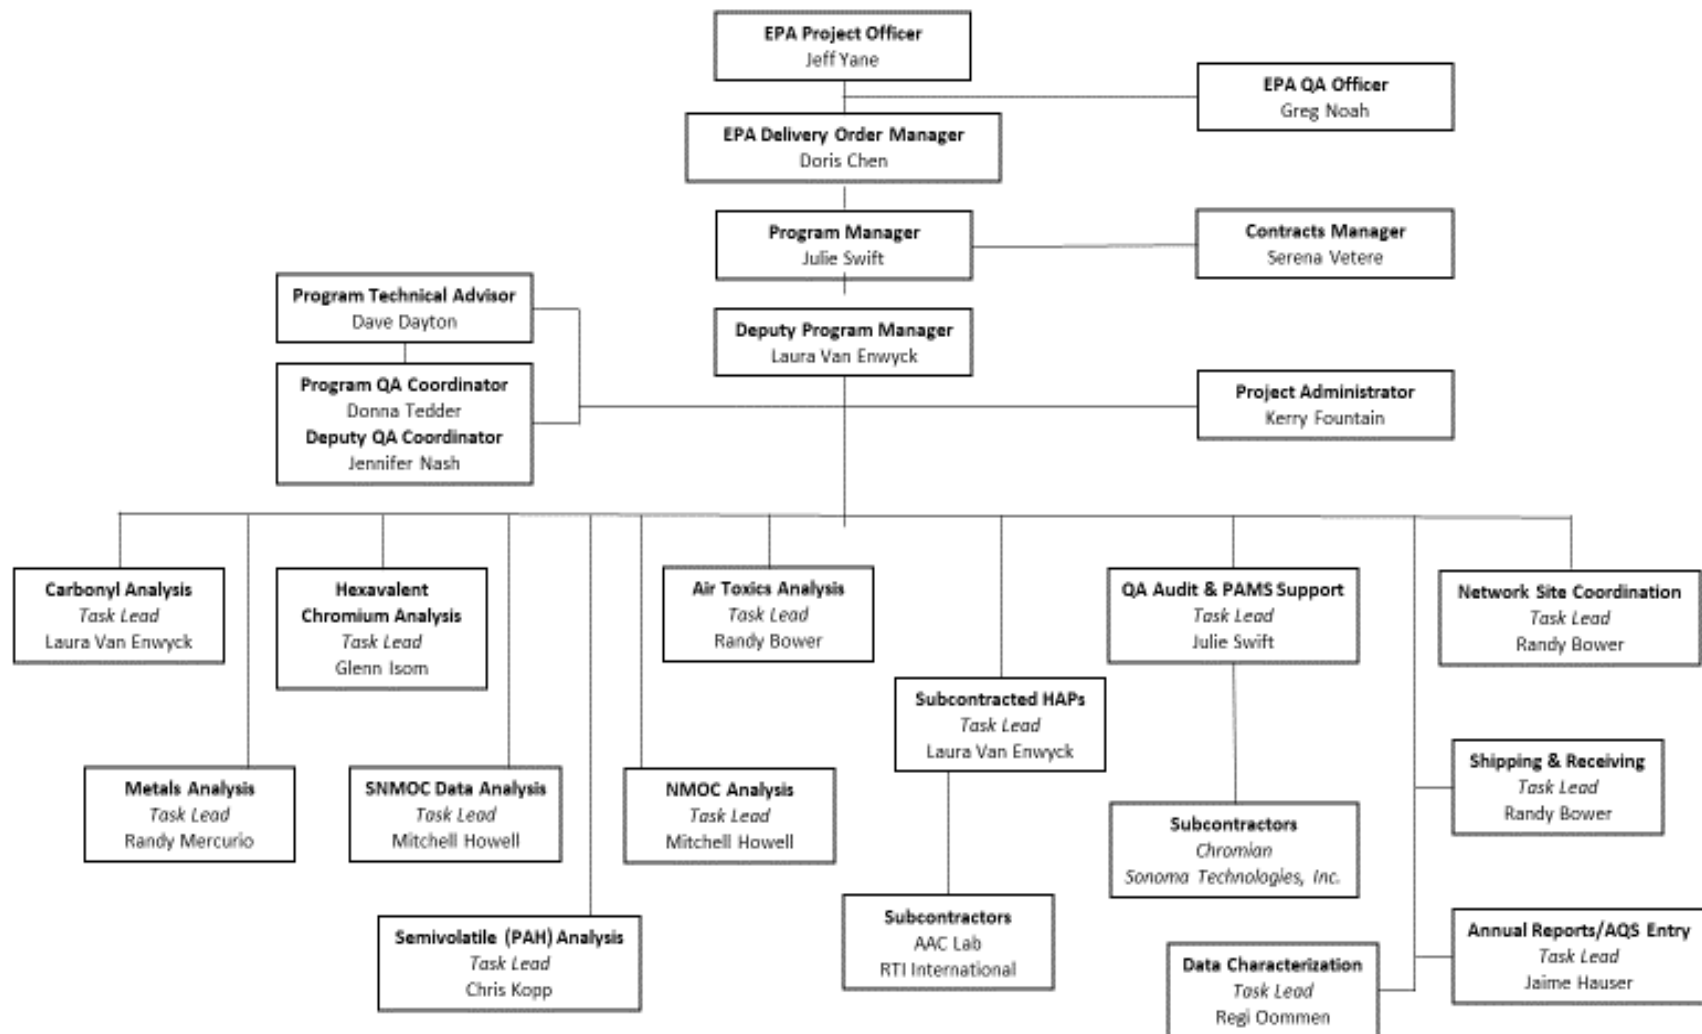 EPA Project Officer
Jeff Yane
EPA QA Officer
Greg Noah
EPA Delivery Order Manager
Doris Chen
Program Manager
Julie Swift
Contracts Manager
Serena Vetere
Program Technical Advisor
Dave Dayton
Deputy Program Manager
Laura Van Enwyck
Program QA Coordinator
Donna Tedder
Deputy QA Coordinator
Jennifer Nash
Project Administrator
Kerry Fountain
Carbonyl Analysis
Task Lead
Laura Van Enwyck
Hexavalent
Chromium Analysis
Task Lead
Glenn Isom
Air Toxics Analysis
Task Lead
Randy Bower
QA Audit & PAMS Support
Task Lead
Julie Swift
Network Site Coordination
Task Lead
Randy Bower
Subcontracted HAPs
Task Lead
Laura Van Enwyck
Metals Analysis
Task Lead
Randy Mercurio
SNMOC Data Analysis
Task Lead
Mitchell Howell
NMOC Analysis
Task Lead
Mitchell Howell
Shipping & Receiving
Task Lead
Randy Bower
Subcontractors
Chromian
Sonoma Technologies, Inc.
Semivolatile (PAH) Analysis
Task Lead
Chris Kopp
Subcontractors
AAC Lab
RTI International
Annual Reports/AQS Entry
Task Lead
Jaime Hauser
Data Characterization
Task Lead
Regi Oommen